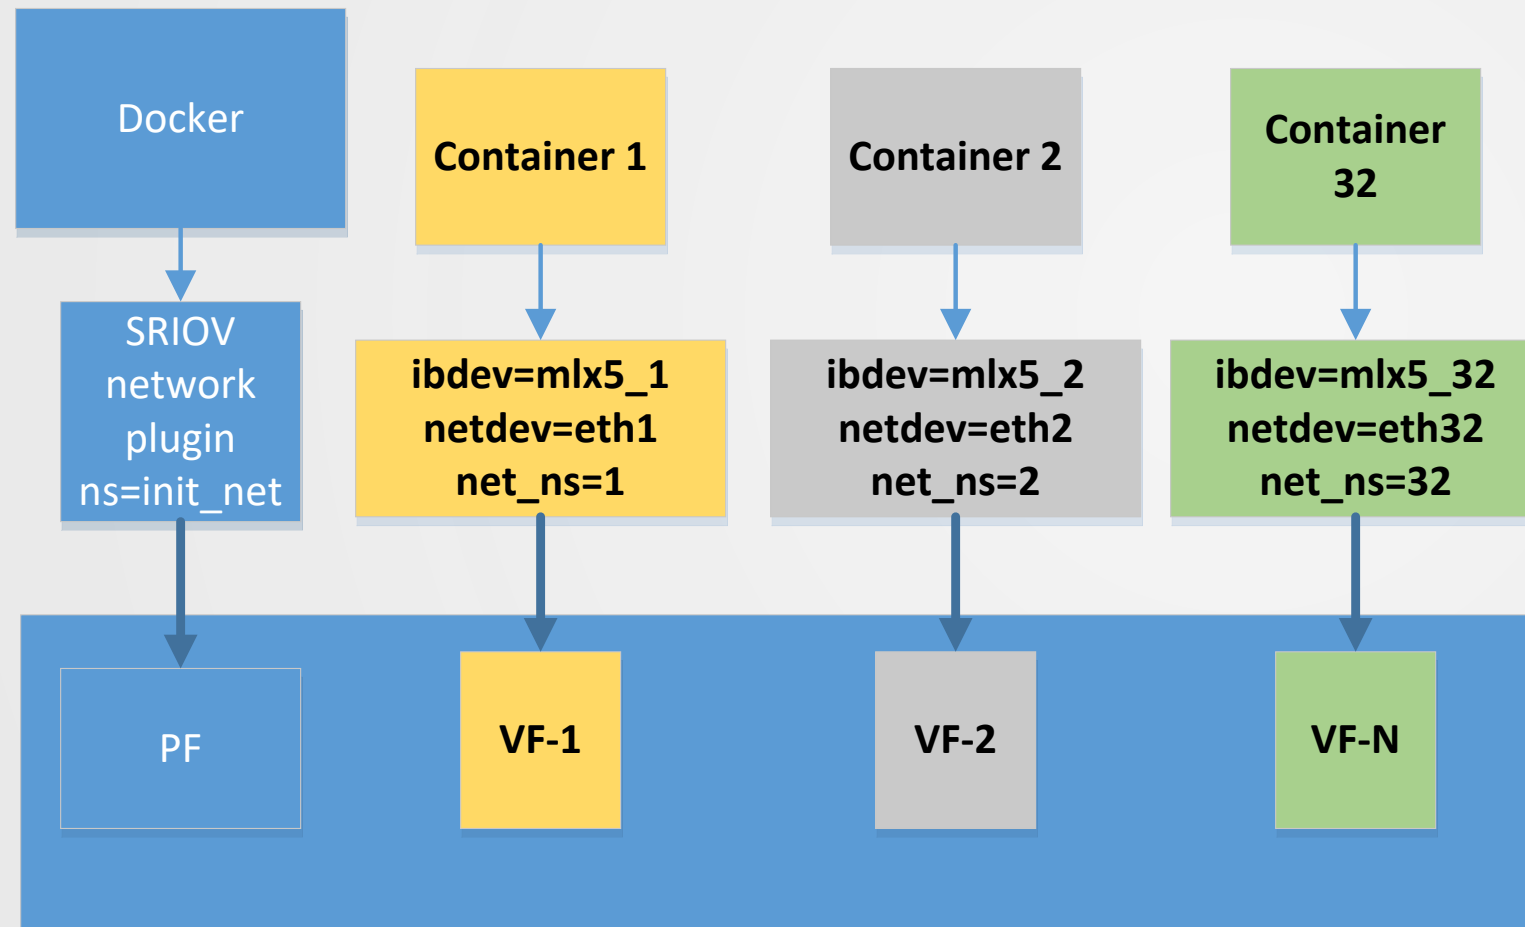 Docker
Container 1
Container 2
Container
32
SRIOV
network
plugin
ns=init_net
ibdev=mlx5_1
netdev=eth1
net_ns=1
ibdev=mlx5_2
netdev=eth2
net_ns=2
ibdev=mlx5_32
netdev=eth32
net_ns=32
PF
VF-1
VF-2
VF-N